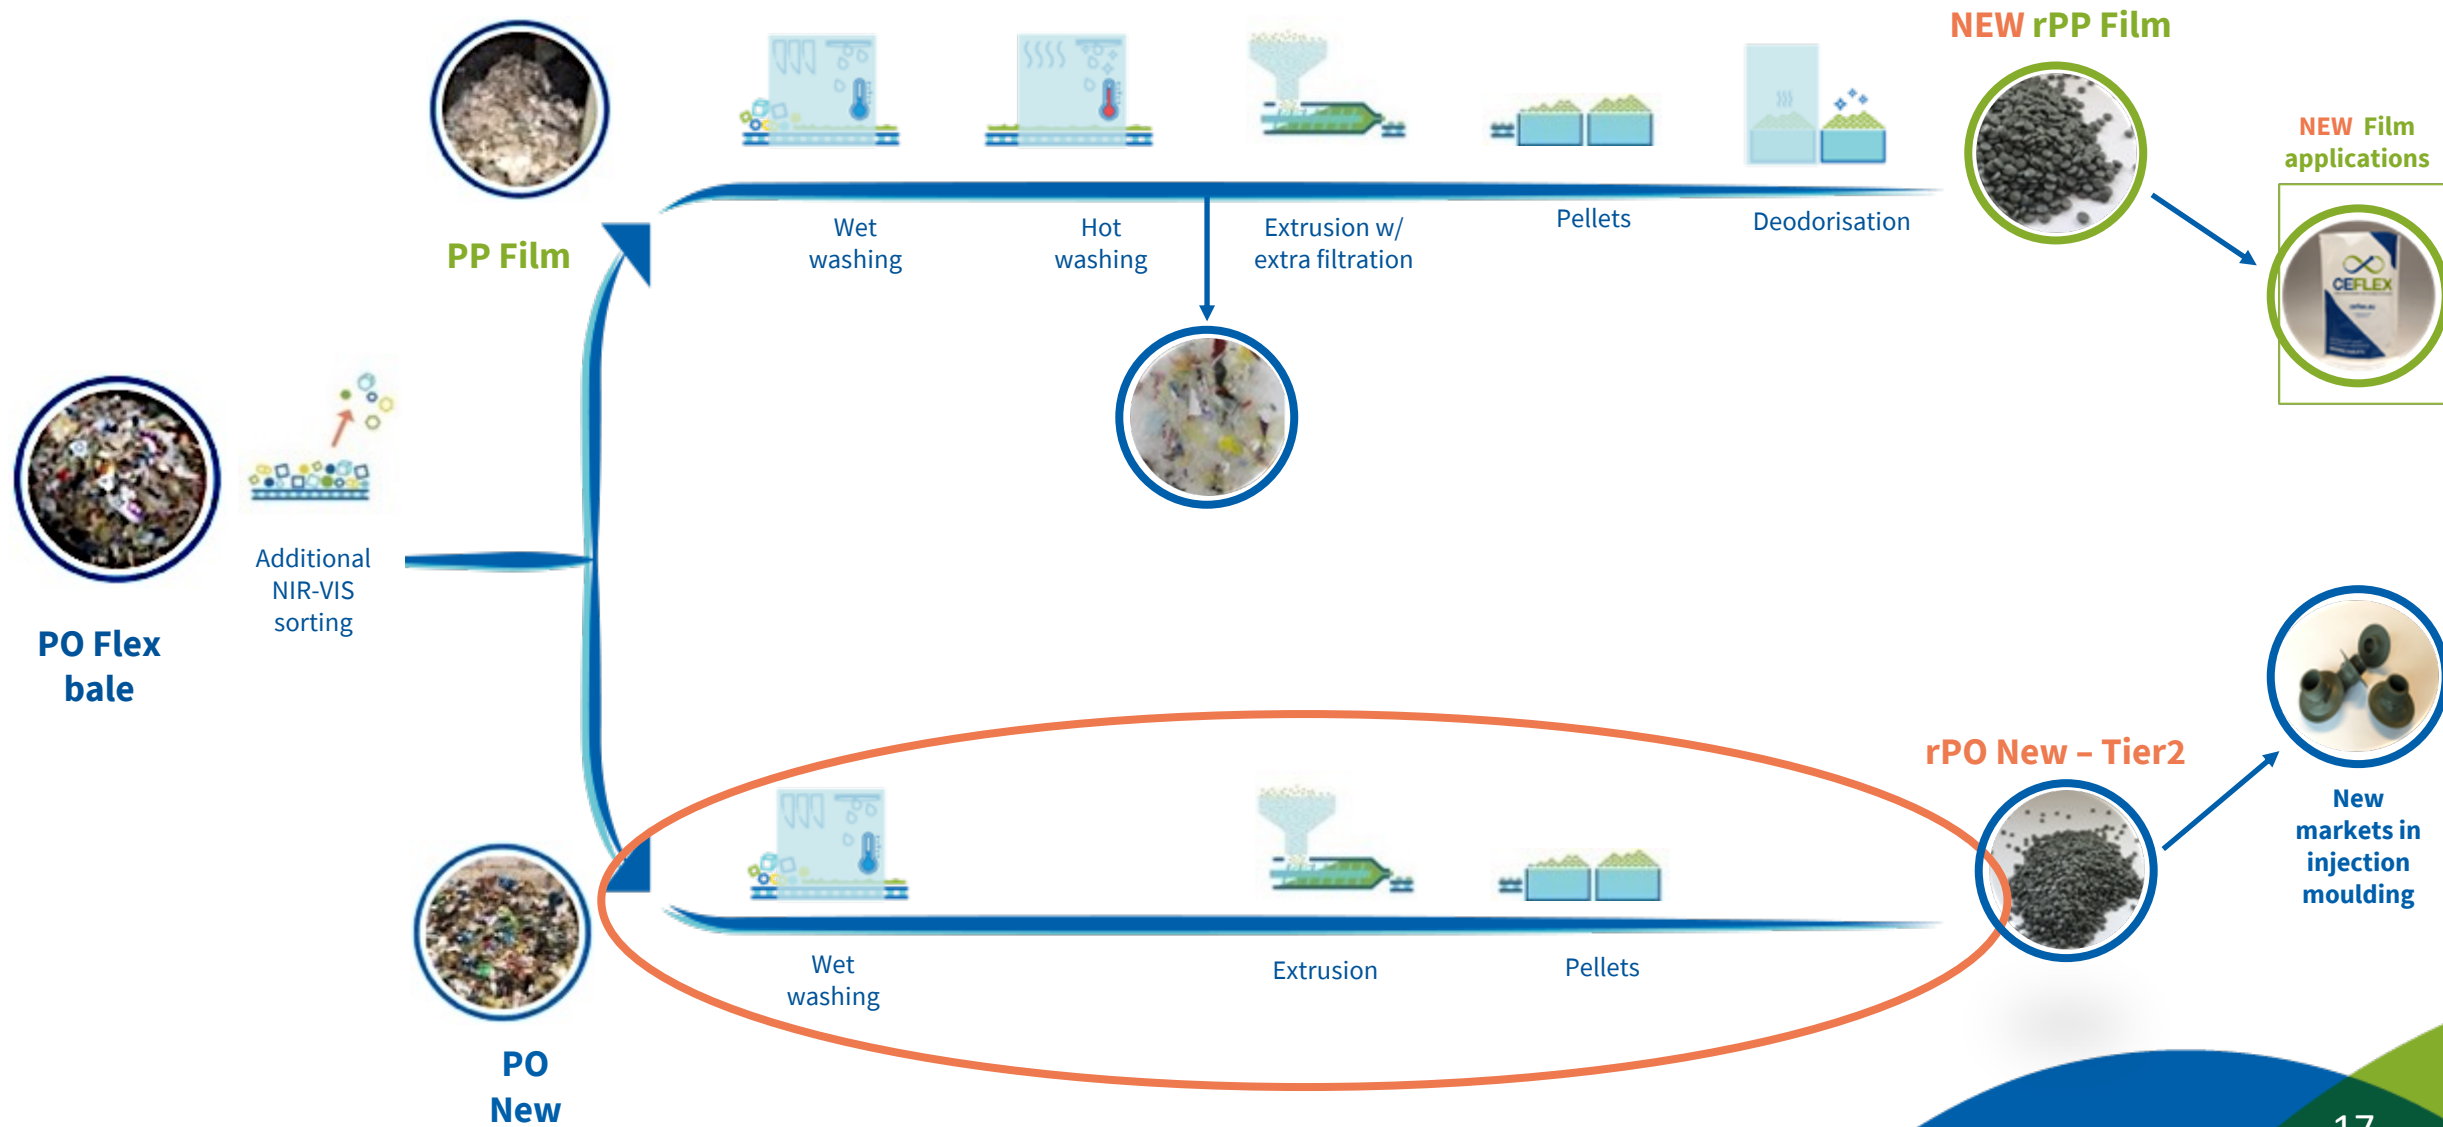 NEW rPP Film
NEW Film
applications
CEFLEX
PP Film
Wet
washing
Hot
washing
Extrusion w/
extra filtration
Pellets
Deodorisation
Additional
NIR-VIS
sorting
PO Flex
bale
rPO New – Tier2
New
markets in
injection
moulding
Wet
washing
Extrusion
Pellets
PO
New
17